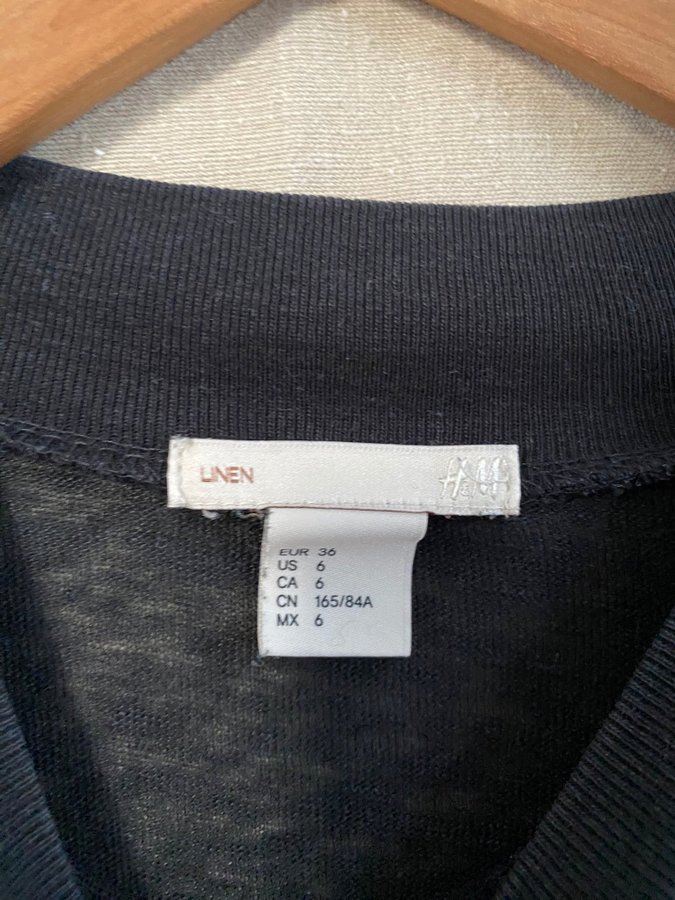 LINEN H&M
EUR 36
US 6
CA 6
CN 165/84A
MX 6